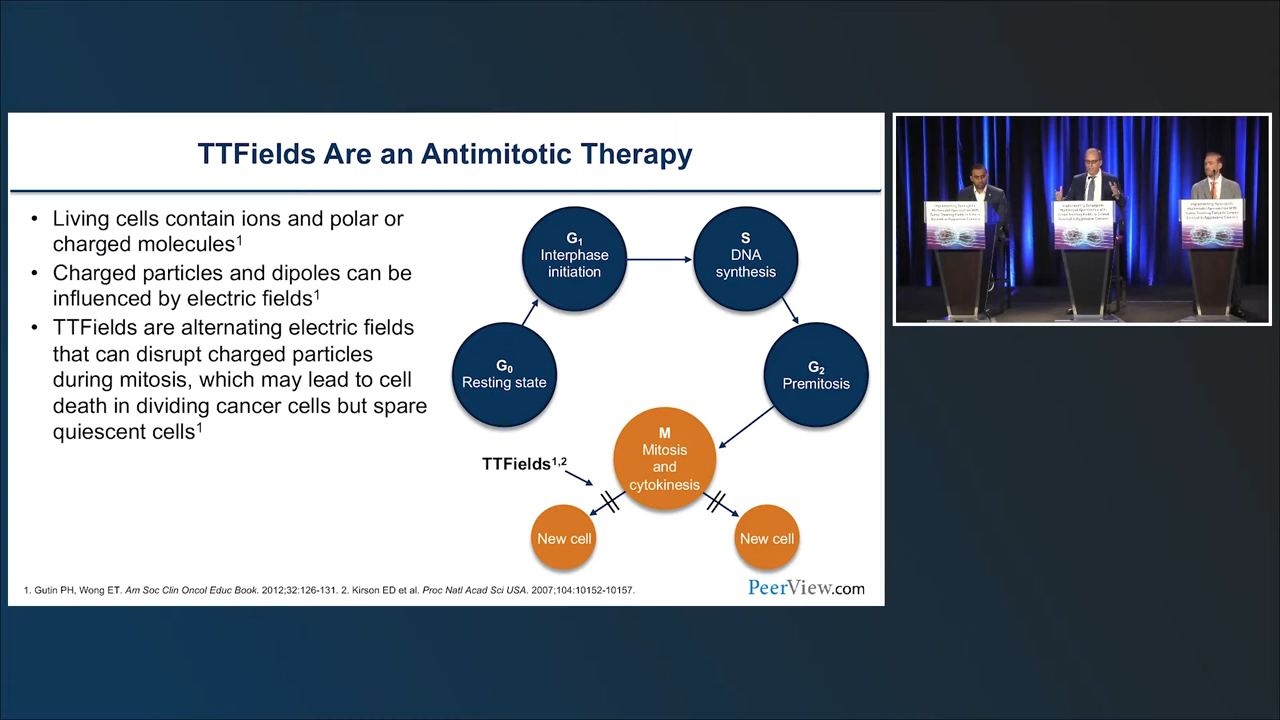 TTFields Are an Antimitotic Therapy
• Living cells contain ions and polar or
charged molecules¹
• Charged particles and dipoles can be
influenced by electric fields¹
• TTFields are alternating electric fields
that can disrupt charged particles
during mitosis, which may lead to cell
death in dividing cancer cells but spare
quiescent cells¹
G₁
Interphase
initiation
S
DNA
synthesis
G₀
Resting state
G₂
Premitosis
M
Mitosis
and
cytokinesis
TTFields¹,²
New cell
New cell
1. Gutin PH, Wong ET. Am Soc Clin Oncol Educ Book. 2012;32:126-131. 2. Kirson ED et al. Proc Natl Acad Sci USA. 2007;104:10152-10157.
PeerView.com